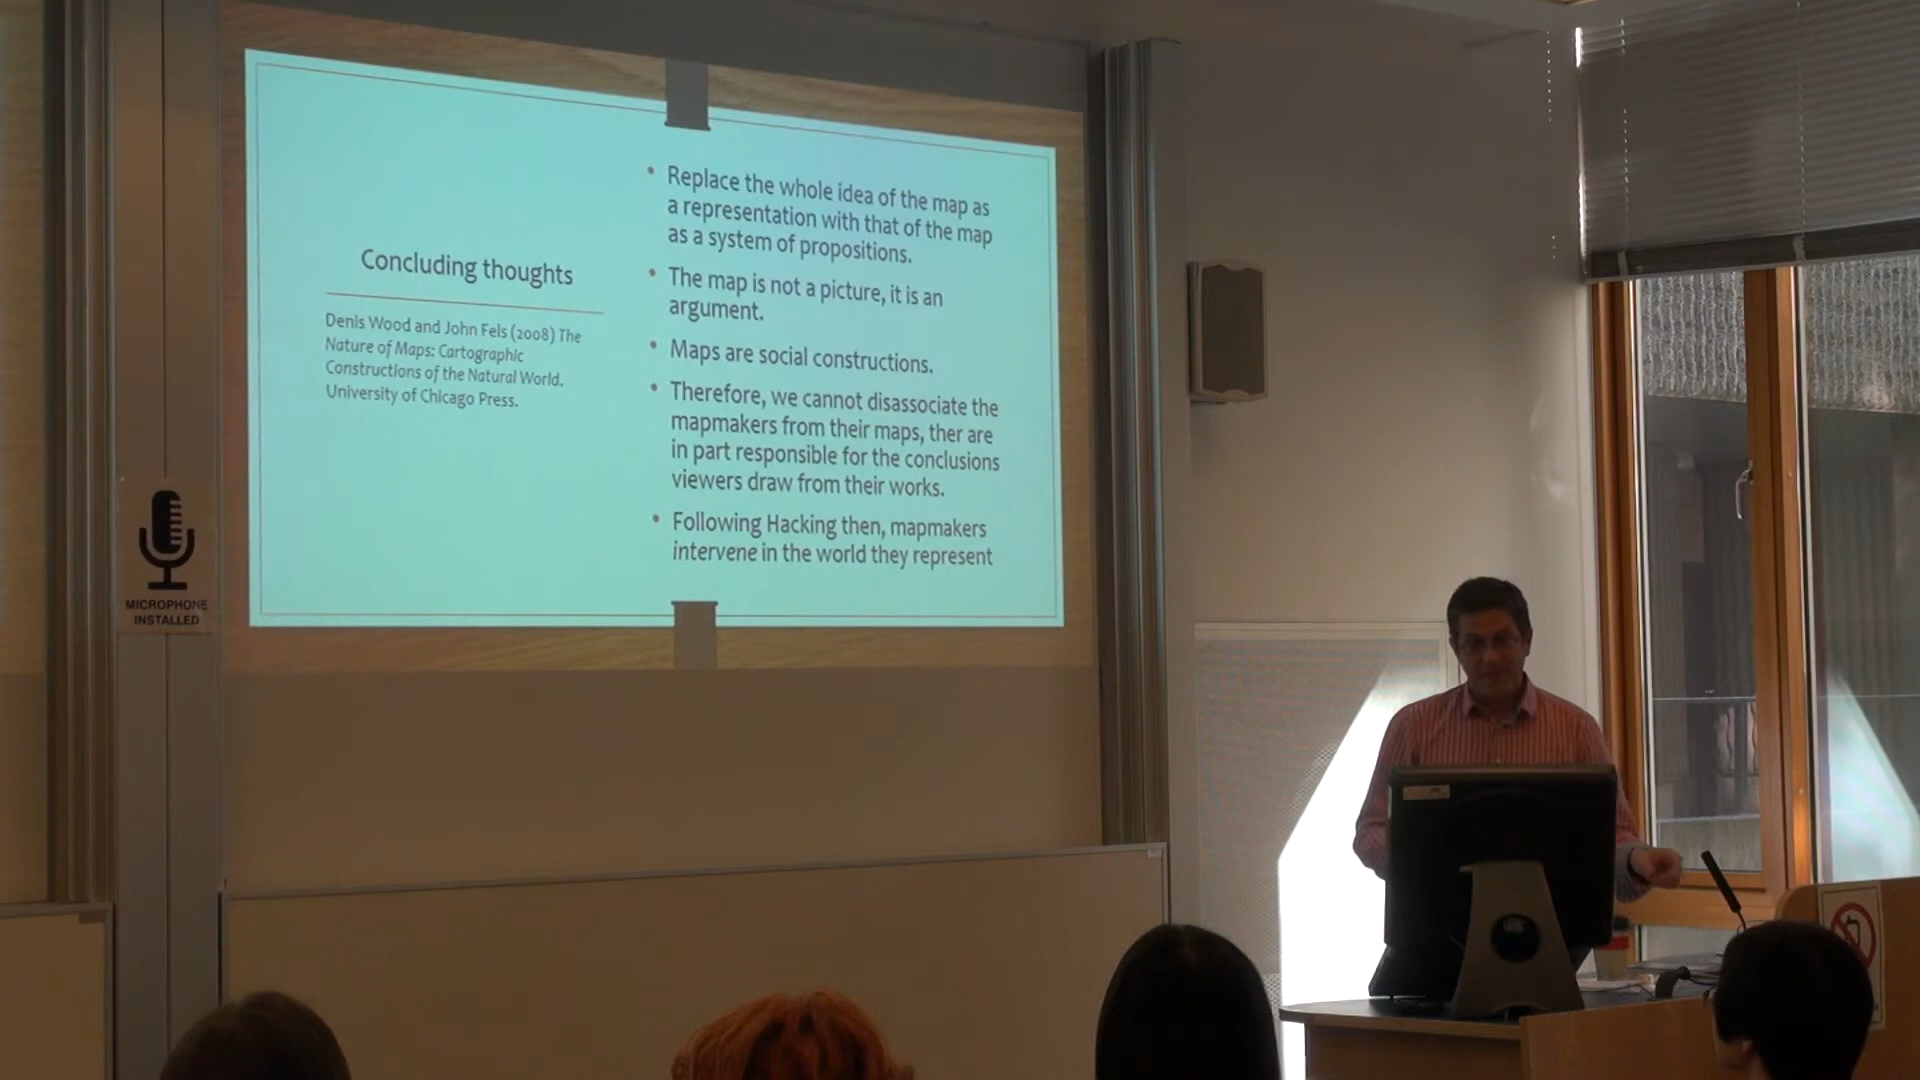 Concluding thoughts
Denis Wood and John Fels (2008) The
Nature of Maps: Cartographic
Constructions of the Natural World.
University of Chicago Press.
• Replace the whole idea of the map as
a representation with that of the map
as a system of propositions.
• The map is not a picture, it is an
argument.
• Maps are social constructions.
• Therefore, we cannot disassociate the
mapmakers from their maps, ther are
in part responsible for the conclusions
viewers draw from their works.
• Following Hacking then, mapmakers
intervene in the world they represent
MICROPHONE
INSTALLED